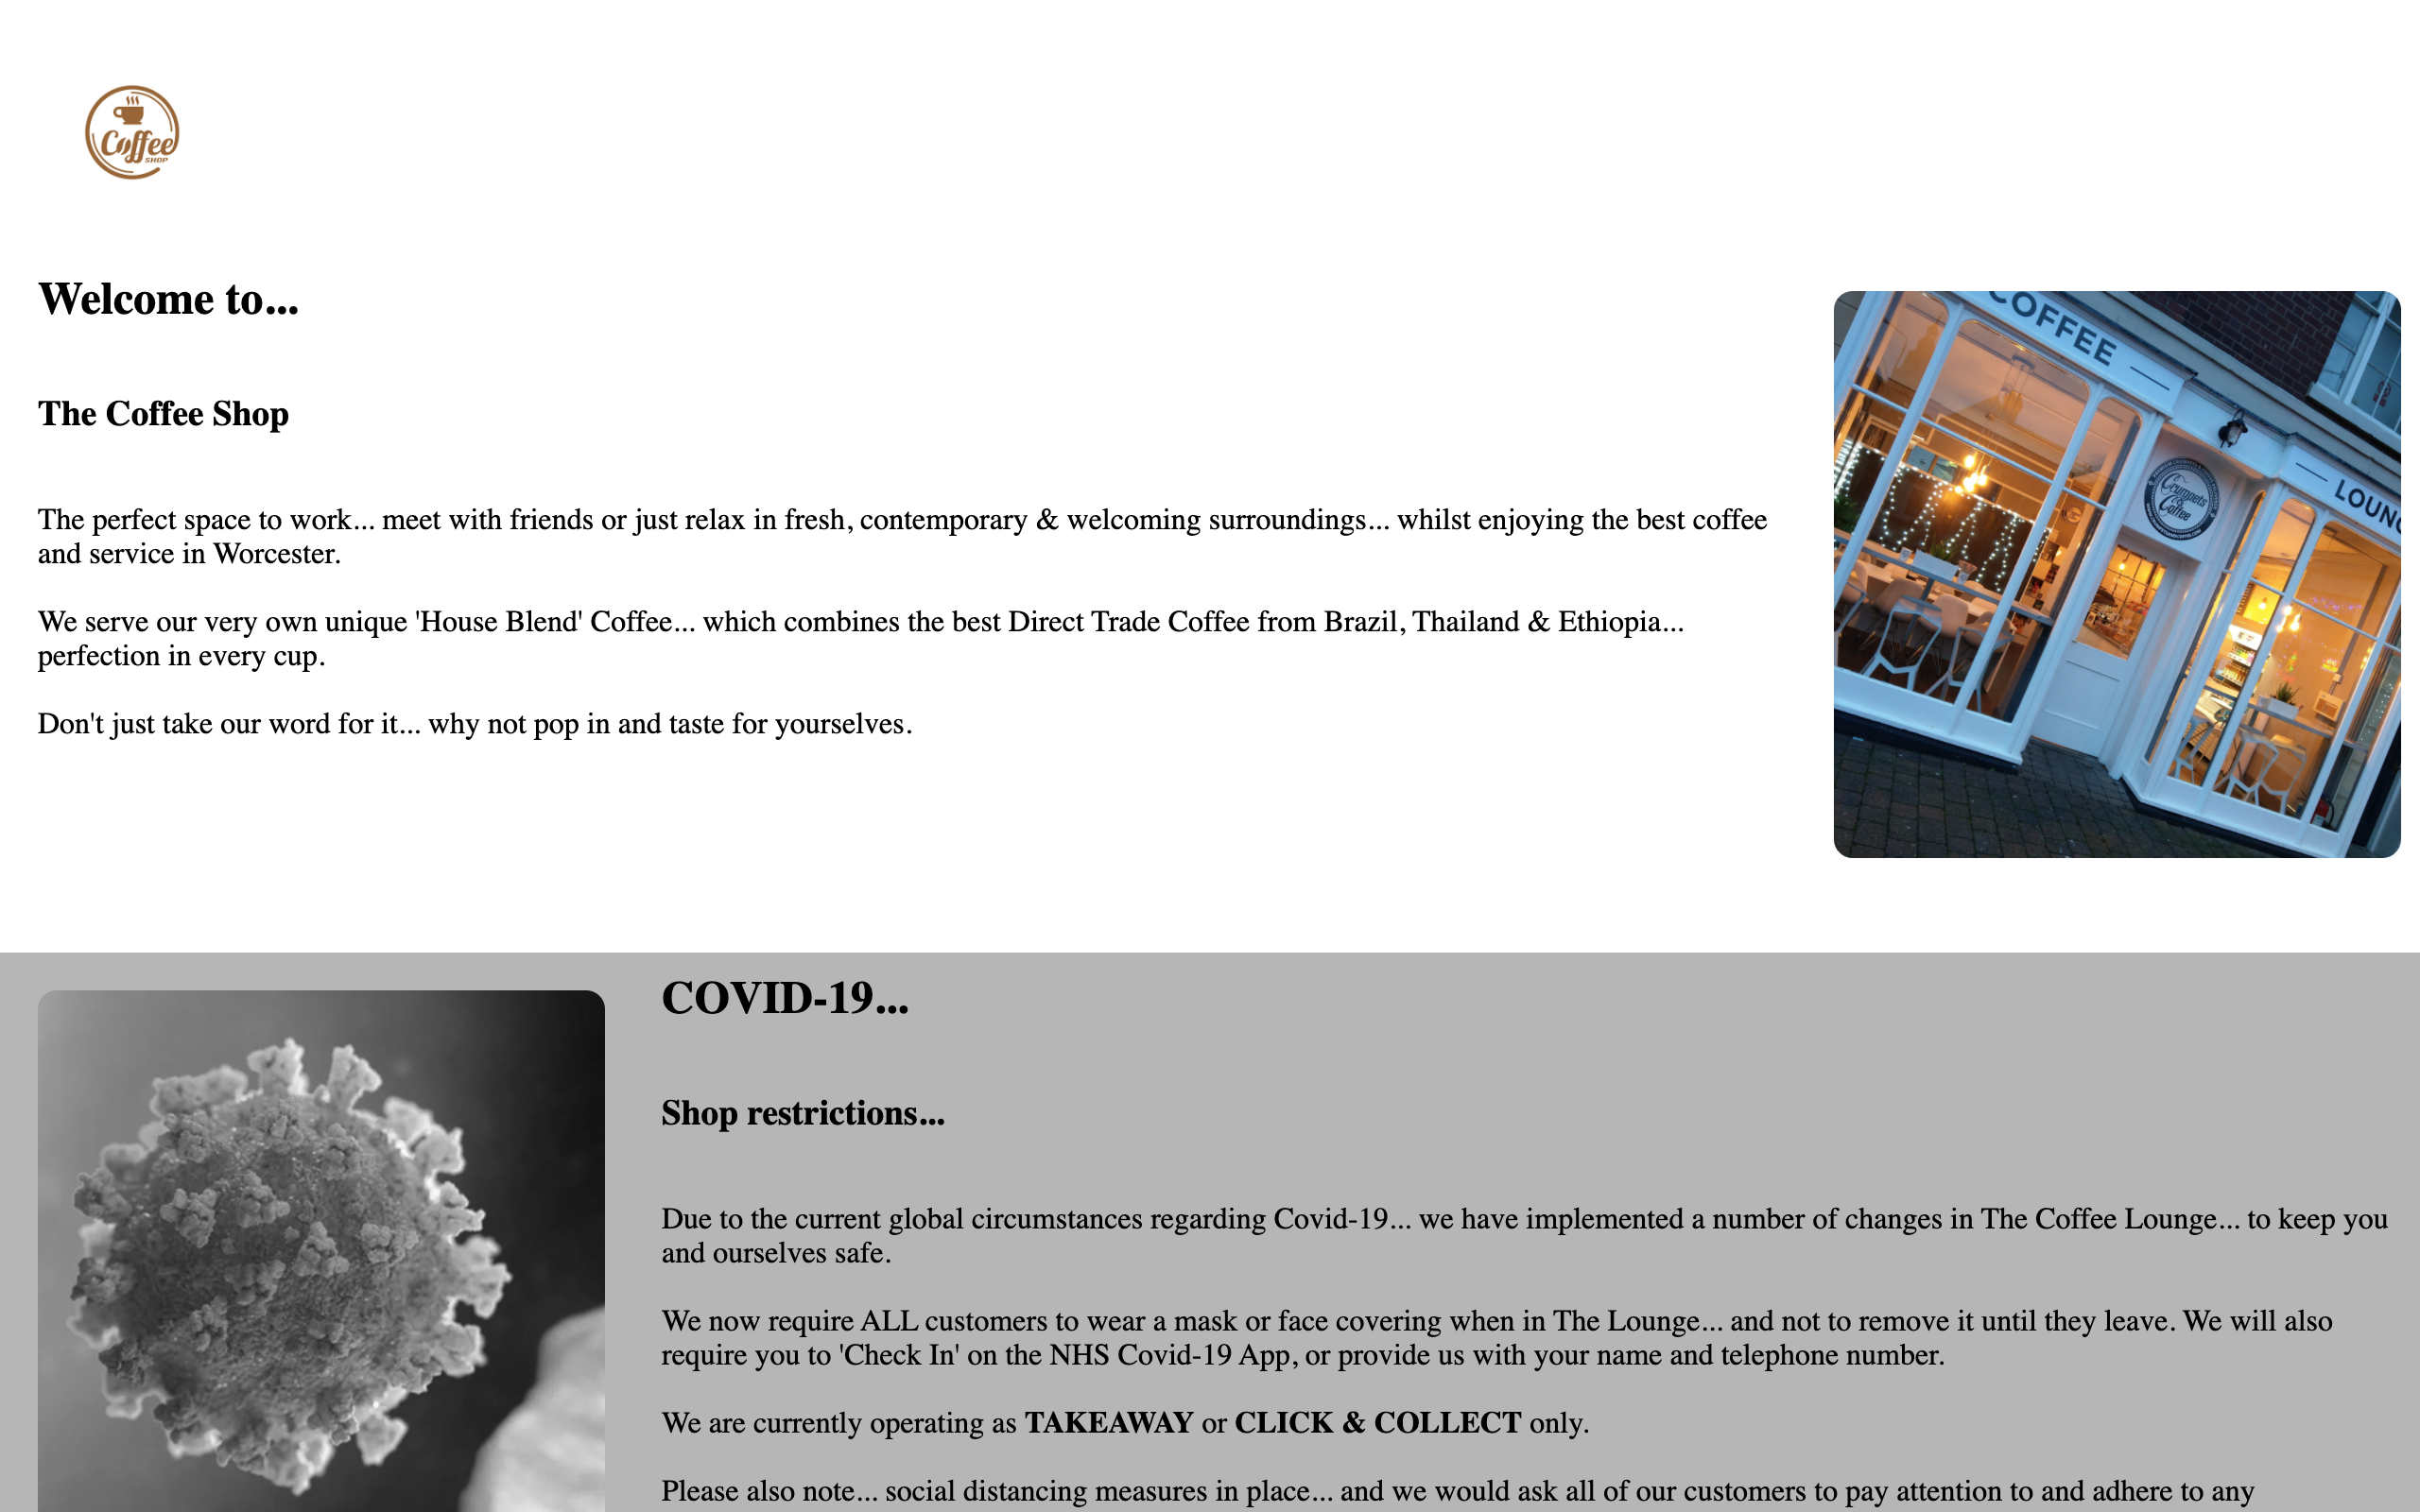 Coffee
SHOP
Welcome to...
The Coffee Shop
The perfect space to work... meet with friends or just relax in fresh, contemporary & welcoming surroundings... whilst enjoying the best coffee
and service in Worcester.
We serve our very own unique 'House Blend' Coffee... which combines the best Direct Trade Coffee from Brazil, Thailand & Ethiopia...
perfection in every cup.
Don't just take our word for it... why not pop in and taste for yourselves.
COFFEE
Crumpets & Coffee
LOUN
COVID-19...
Shop restrictions...
Due to the current global circumstances regarding Covid-19... we have implemented a number of changes in The Coffee Lounge... to keep you
and ourselves safe.
We now require ALL customers to wear a mask or face covering when in The Lounge... and not to remove it until they leave. We will also
require you to 'Check In' on the NHS Covid-19 App, or provide us with your name and telephone number.
We are currently operating as TAKEAWAY or CLICK & COLLECT only.
Please also note... social distancing measures in place... and we would ask all of our customers to pay attention to and adhere to any